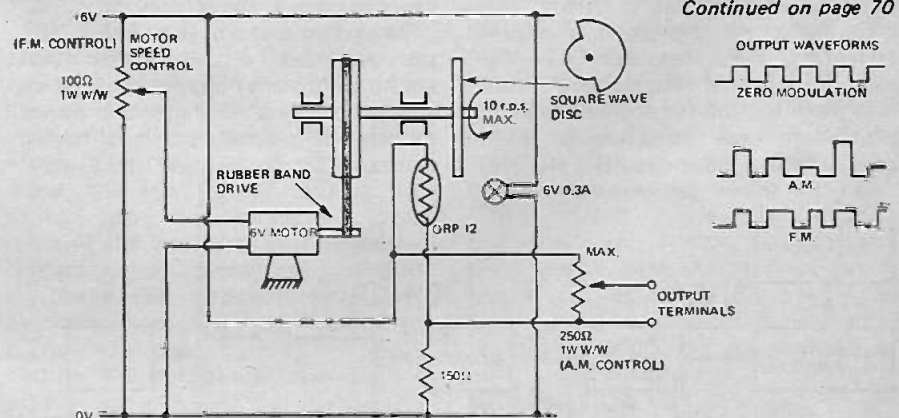 Continued on page 70
+6V
(F.M. CONTROL)
MOTOR
SPEED
CONTROL
100Ω
1W W/W
10 r.p.s.
MAX.
SQUARE WAVE
DISC
OUTPUT WAVEFORMS
ZERO MODULATION
A.M.
F.M.
RUBBER BAND
DRIVE
6V MOTOR
ORP 12
6V 0.3A
MAX.
OUTPUT
TERMINALS
250Ω
1W W/W
(A.M. CONTROL)
150Ω
0V